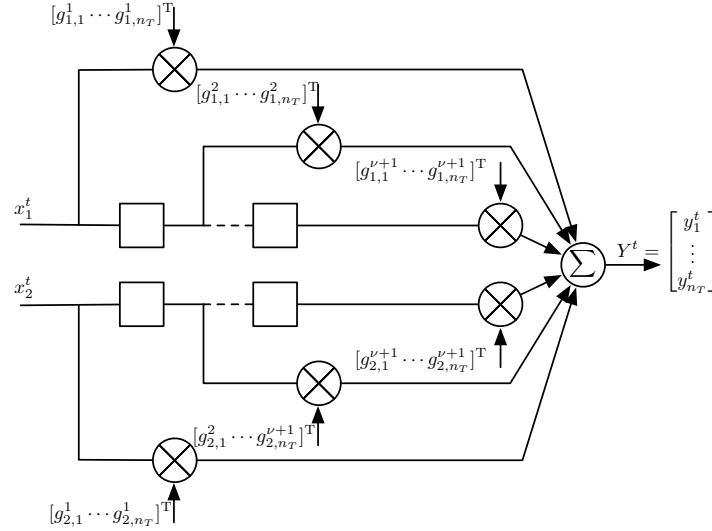 [g^1_{1,1} ⋯ g^1_{1,n_T}]^T
[g^2_{1,1} ⋯ g^2_{1,n_T}]^T
[g^{ν+1}_{1,1} ⋯ g^{ν+1}_{1,n_T}]^T
x^t_1
∑
Y^t = [y^t_1 ⋮ y^t_{n_T}]
x^t_2
[g^{ν+1}_{2,1} ⋯ g^{ν+1}_{2,n_T}]^T
[g^2_{2,1} ⋯ g^{ν+1}_{2,n_T}]^T
[g^1_{2,1} ⋯ g^1_{2,n_T}]^T